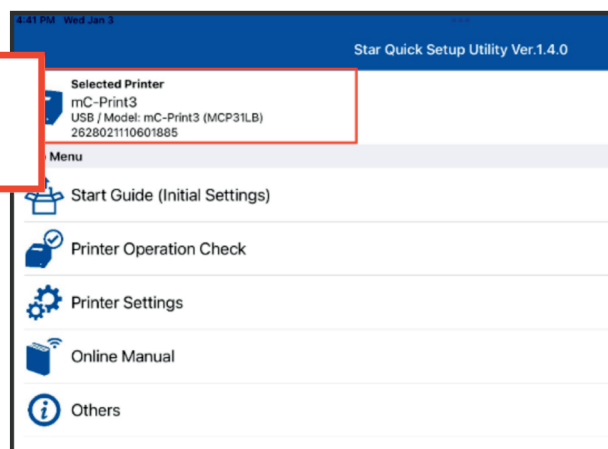 4:41 PM Wed Jan 3
Star Quick Setup Utility Ver.1.4.0
Selected Printer
mC-Print3
USB / Model: mC-Print3 (MCP31LB)
2628021110601885
Menu
Start Guide (Initial Settings)
Printer Operation Check
Printer Settings
Online Manual
Others